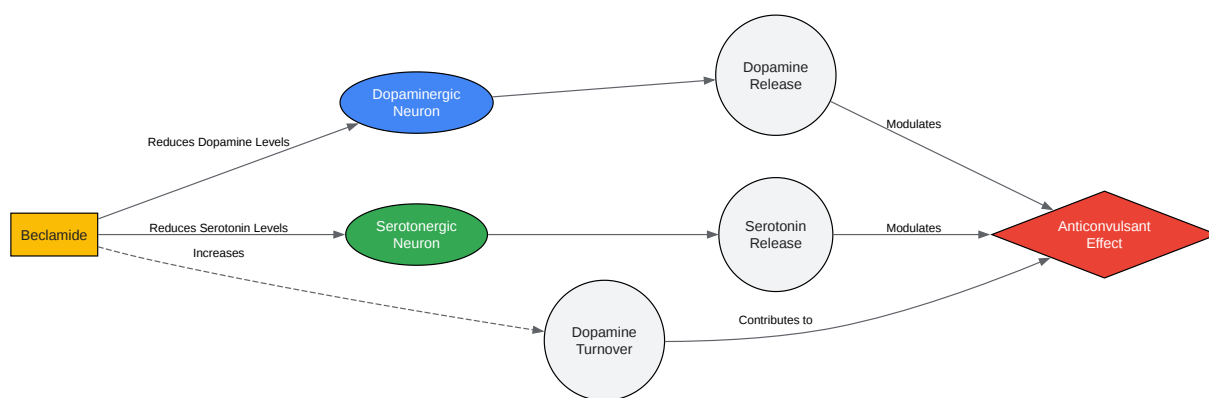 Dopamine
Release
Dopaminergic
Neuron
Modulates
Reduces Dopamine Levels
Beclamide
Reduces Serotonin Levels
Serotonergic
Neuron
Serotonin
Release
Modulates
Anticonvulsant
Effect
Increases
Contributes to
Dopamine
Turnover